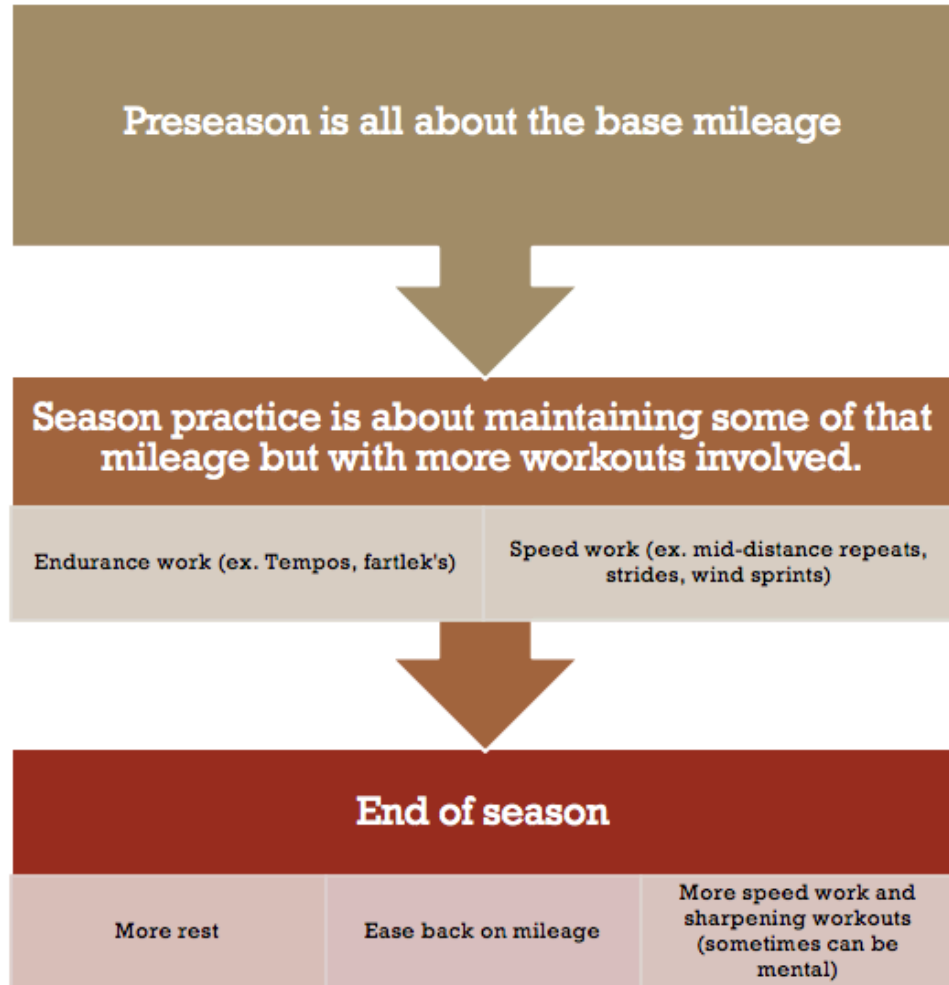 Preseason is all about the base mileage
Season practice is about maintaining some of that
mileage but with more workouts involved.
Endurance work (ex. Tempos, fartlek's)
Speed work (ex. mid-distance repeats,
strides, wind sprints)
End of season
More rest
Ease back on mileage
More speed work and
sharpening workouts
(sometimes can be
mental)